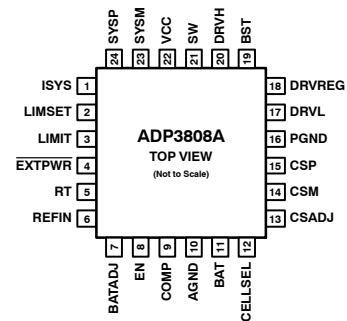 SYSP SYSM VCC SW DRVH BST
24 23 22 21 20 19
ISYS 1 18 DRVREG
LIMSET 2 17 DRVL
LIMIT 3 ADP3808A 16 PGND
TOP VIEW
EXTPWR 4 (Not to Scale) 15 CSP
RT 5 14 CSM
REFIN 6 13 CSADJ
7 8 9 10 11 12
BATADJ EN COMP AGND BAT CELLSEL